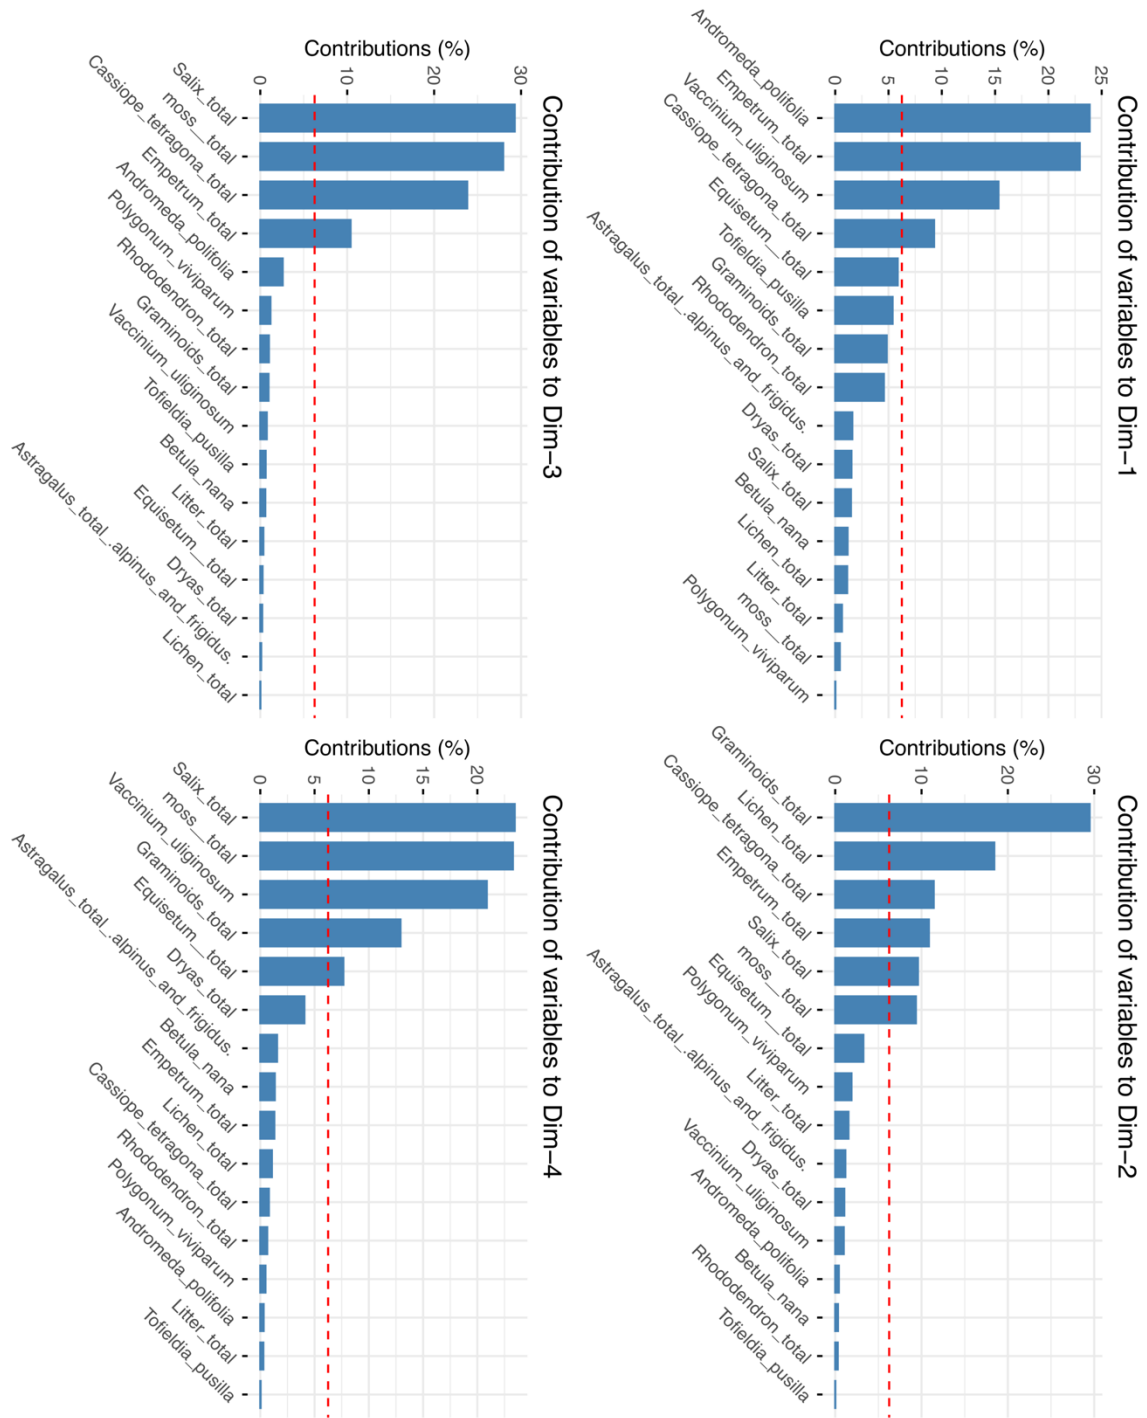 Contribution of variables to Dim−1
Contributions (%)
0
5
10
15
20
25
Andromeda_polifolia
Empetrum_total
Vaccinium_uliginosum
Cassiope_tetragona_total
Equisetum__total
Tofieldia_pusilla
Graminoids_total
Rhododendron_total
Astragalus_total_.alpinus_and_frigidus.
Dryas_total
Salix_total
Betula_nana
Lichen_total
Litter_total
moss__total
Polygonum_viviparum
Contribution of variables to Dim−2
Contributions (%)
0
10
20
30
Graminoids_total
Lichen_total
Cassiope_tetragona_total
Empetrum_total
Salix_total
moss__total
Equisetum__total
Polygonum_viviparum
Litter_total
Astragalus_total_.alpinus_and_frigidus.
Dryas_total
Vaccinium_uliginosum
Andromeda_polifolia
Betula_nana
Rhododendron_total
Tofieldia_pusilla
Contribution of variables to Dim−3
Contributions (%)
0
10
20
30
Salix_total
moss__total
Cassiope_tetragona_total
Empetrum_total
Andromeda_polifolia
Polygonum_viviparum
Rhododendron_total
Graminoids_total
Vaccinium_uliginosum
Tofieldia_pusilla
Betula_nana
Litter_total
Equisetum__total
Dryas_total
Astragalus_total_.alpinus_and_frigidus.
Lichen_total
Contribution of variables to Dim−4
Contributions (%)
0
5
10
15
20
Salix_total
moss__total
Vaccinium_uliginosum
Graminoids_total
Equisetum__total
Dryas_total
Astragalus_total_.alpinus_and_frigidus.
Betula_nana
Empetrum_total
Lichen_total
Cassiope_tetragona_total
Rhododendron_total
Polygonum_viviparum
Andromeda_polifolia
Litter_total
Tofieldia_pusilla